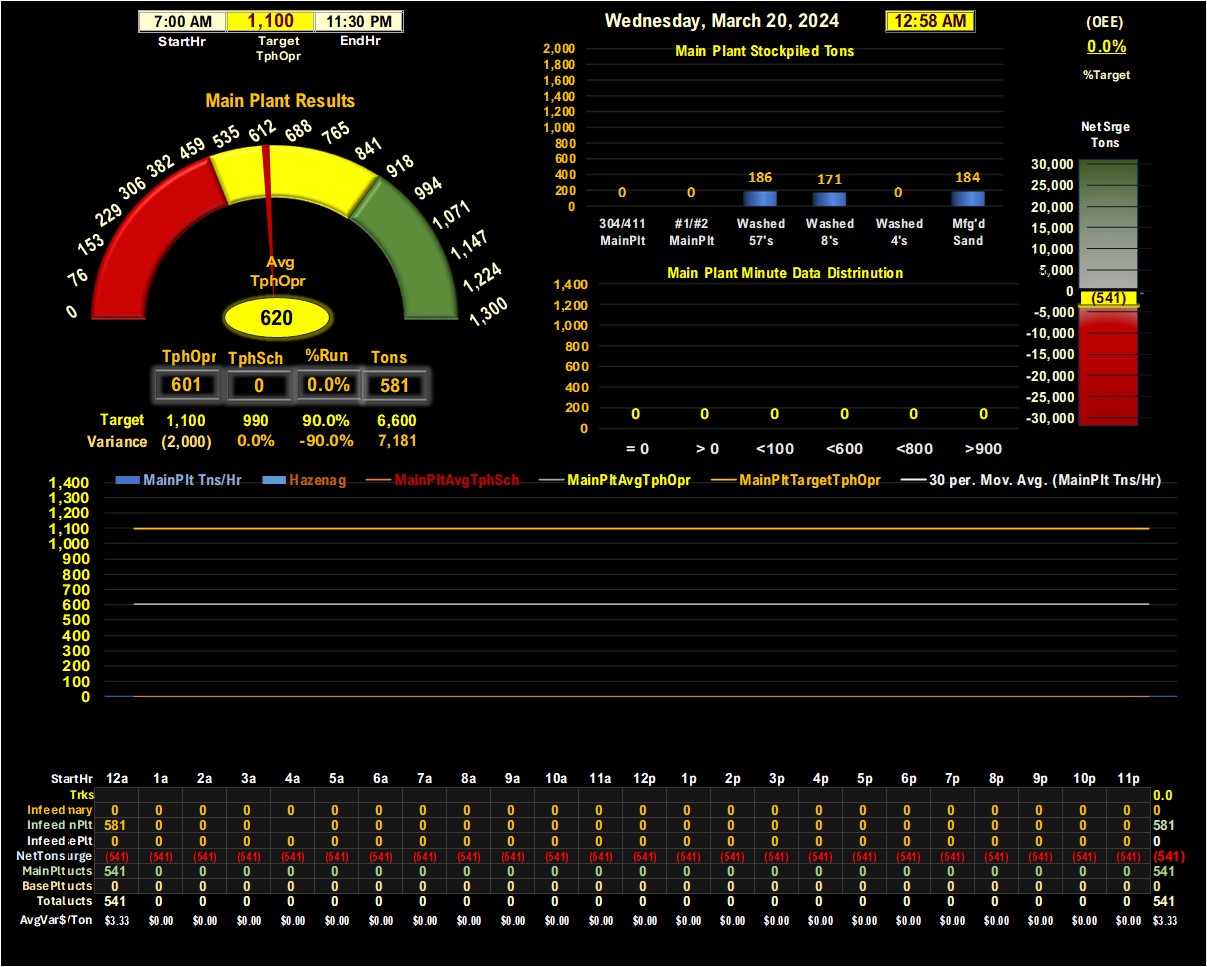 7:00 AM 1,100 11:30 PM
StartHr Target TphOpr EndHr
Wednesday, March 20, 2024 12:58 AM
(OEE)
0.0%
%Target
Main Plant Results
0 76 153 229 306 382 459 535 612 688 765 841 918 994 1,071 1,147 1,224 1,300
Avg
TphOpr
620
TphOpr TphSch %Run Tons
601 0 0.0% 581
Target 1,100 990 90.0% 6,600
Variance (2,000) 0.0% -90.0% 7,181
Main Plant Stockpiled Tons
2,000
1,800
1,600
1,400
1,200
1,000
800
600
400
200
0
0 0 186 171 0 184
304/411 #1/#2 Washed Washed Washed Mfg'd
MainPlt MainPlt 57's 8's 4's Sand
Main Plant Minute Data Distrinution
1,400
1,200
1,000
800
600
400
200
0
0 0 0 0 0 0
= 0 > 0 <100 <600 <800 >900
Net Srge
Tons
30,000
25,000
20,000
15,000
10,000
5,000
0
(541)
-5,000
-10,000
-15,000
-20,000
-25,000
-30,000
MainPlt Tns/Hr Hazenag MainPltAvgTphSch MainPltAvgTphOpr MainPltTargetTphOpr 30 per. Mov. Avg. (MainPlt Tns/Hr)
1,400
1,300
1,200
1,100
1,000
900
800
700
600
500
400
300
200
100
0
StartHr 12a 1a 2a 3a 4a 5a 6a 7a 8a 9a 10a 11a 12p 1p 2p 3p 4p 5p 6p 7p 8p 9p 10p 11p
Trks 0.0
Infeed nary 0 0 0 0 0 0 0 0 0 0 0 0 0 0 0 0 0 0 0 0 0 0 0 0 0
Infeed nPlt 581 0 0 0 0 0 0 0 0 0 0 0 0 0 0 0 0 0 0 0 0 0 0 581
Infeed ePlt 0 0 0 0 0 0 0 0 0 0 0 0 0 0 0 0 0 0 0 0 0 0 0 0 0
NetTons urge (541) (541) (541) (541) (541) (541) (541) (541) (541) (541) (541) (541) (541) (541) (541) (541) (541) (541) (541) (541) (541) (541) (541) (541) (541)
MainPlt ucts 541 0 0 0 0 0 0 0 0 0 0 0 0 0 0 0 0 0 0 0 0 0 0 0 541
BasePlt ucts 0 0 0 0 0 0 0 0 0 0 0 0 0 0 0 0 0 0 0 0 0 0 0 0 0
Total ucts 541 0 0 0 0 0 0 0 0 0 0 0 0 0 0 0 0 0 0 0 0 0 0 0 541
AvgVar$/Ton $3.33 $0.00 $0.00 $0.00 $0.00 $0.00 $0.00 $0.00 $0.00 $0.00 $0.00 $0.00 $0.00 $0.00 $0.00 $0.00 $0.00 $0.00 $0.00 $0.00 $0.00 $0.00 $0.00 $0.00 $3.33